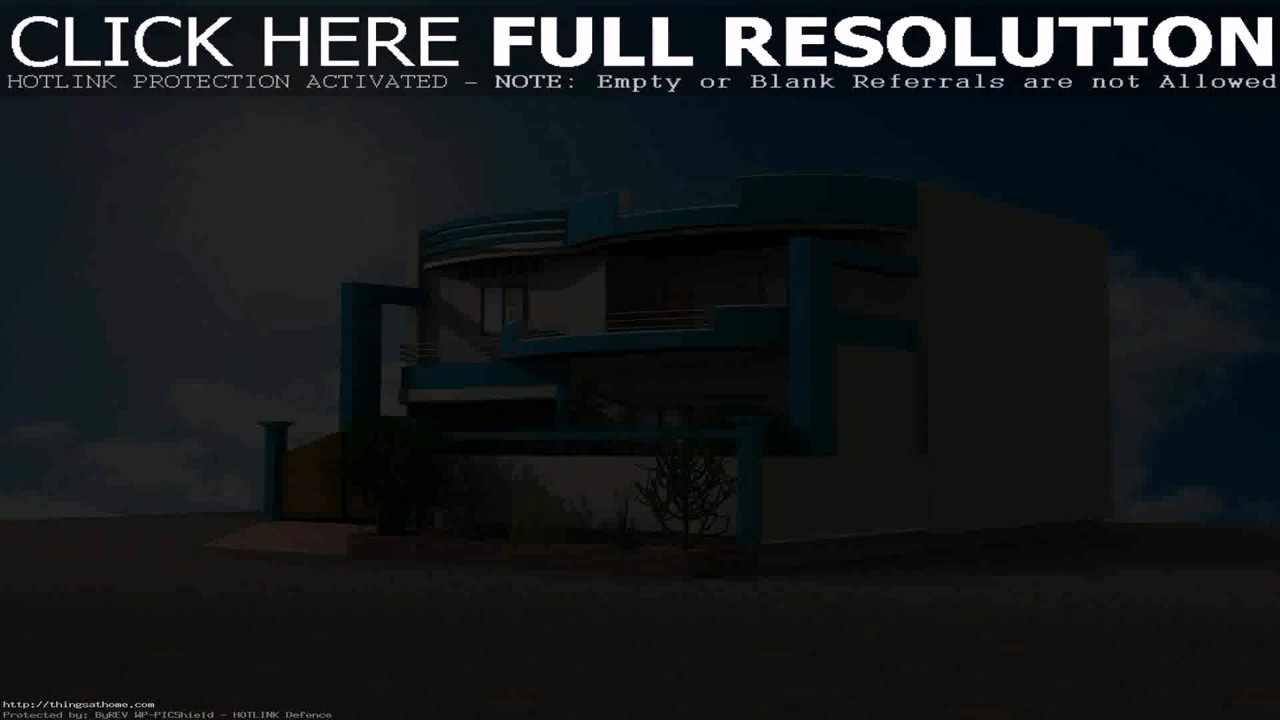 CLICK HERE FULL RESOLUTION
HOTLINK PROTECTION ACTIVATED – NOTE: Empty or Blank Referrals are not Allowed
http://thingsathome.com
Protected by: ByREV WP-PICShield – HOTLINK Defence